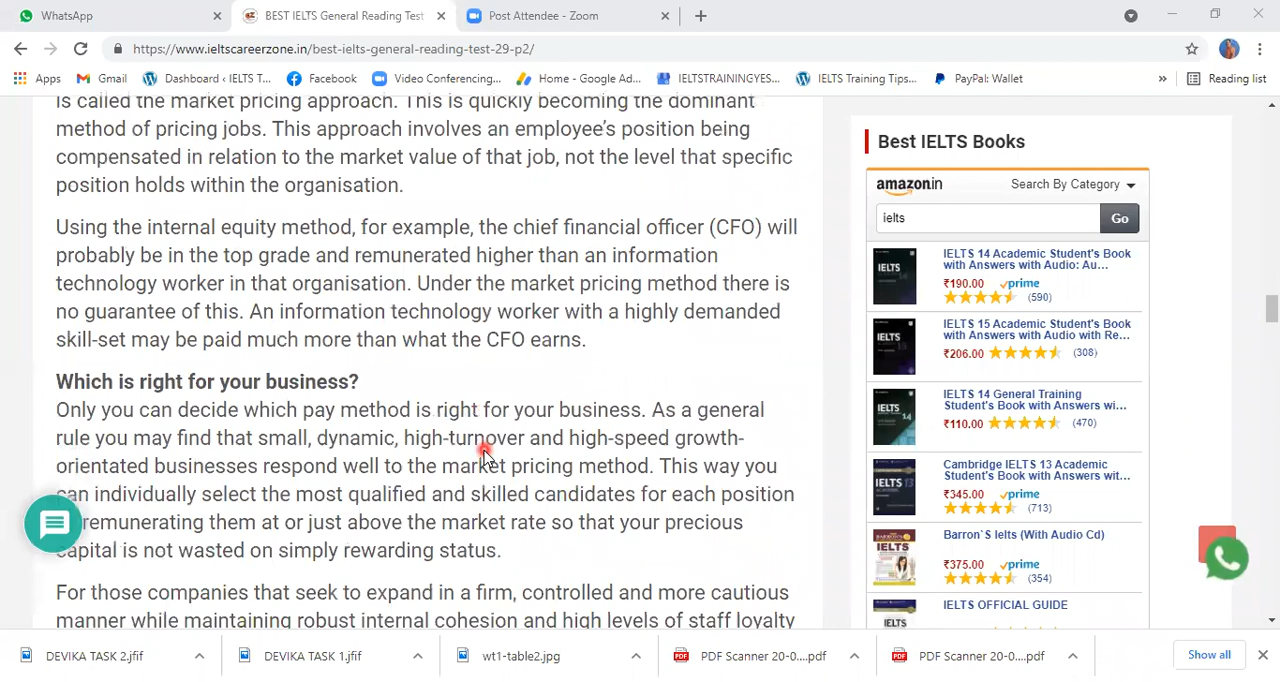 WhatsApp
BEST IELTS General Reading Test
Post Attendee - Zoom
https://www.ieltscareerzone.in/best-ielts-general-reading-test-29-p2/
Apps
Gmail
Dashboard ‹ IELTS T...
Facebook
Video Conferencing...
Home - Google Ad...
IELTSTRAININGYES...
IELTS Training Tips...
PayPal: Wallet
»
Reading list
is called the market pricing approach. This is quickly becoming the dominant
method of pricing jobs. This approach involves an employee's position being
compensated in relation to the market value of that job, not the level that specific
position holds within the organisation.
Using the internal equity method, for example, the chief financial officer (CFO) will
probably be in the top grade and remunerated higher than an information
technology worker in that organisation. Under the market pricing method there is
no guarantee of this. An information technology worker with a highly demanded
skill-set may be paid much more than what the CFO earns.
Which is right for your business?
Only you can decide which pay method is right for your business. As a general
rule you may find that small, dynamic, high-turnover and high-speed growth-
orientated businesses respond well to the market pricing method. This way you
can individually select the most qualified and skilled candidates for each position
remunerating them at or just above the market rate so that your precious
capital is not wasted on simply rewarding status.
For those companies that seek to expand in a firm, controlled and more cautious
manner while maintaining robust internal cohesion and high levels of staff loyalty
Best IELTS Books
amazon.in
Search By Category
ielts
Go
IELTS 14 Academic Student's Book
with Answers with Audio: Au...
₹190.00 prime
(590)
IELTS 15 Academic Student's Book
with Answers with Audio with Re...
₹206.00 (308)
IELTS 14 General Training
Student's Book with Answers wi...
₹110.00 (470)
Cambridge IELTS 13 Academic
Student's Book with Answers wit...
₹345.00 prime
(713)
Barron`S Ielts (With Audio Cd)
₹375.00 prime
(354)
IELTS OFFICIAL GUIDE
DEVIKA TASK 2.jfif
DEVIKA TASK 1.jfif
wt1-table2.jpg
PDF Scanner 20-0....pdf
PDF Scanner 20-0....pdf
Show all